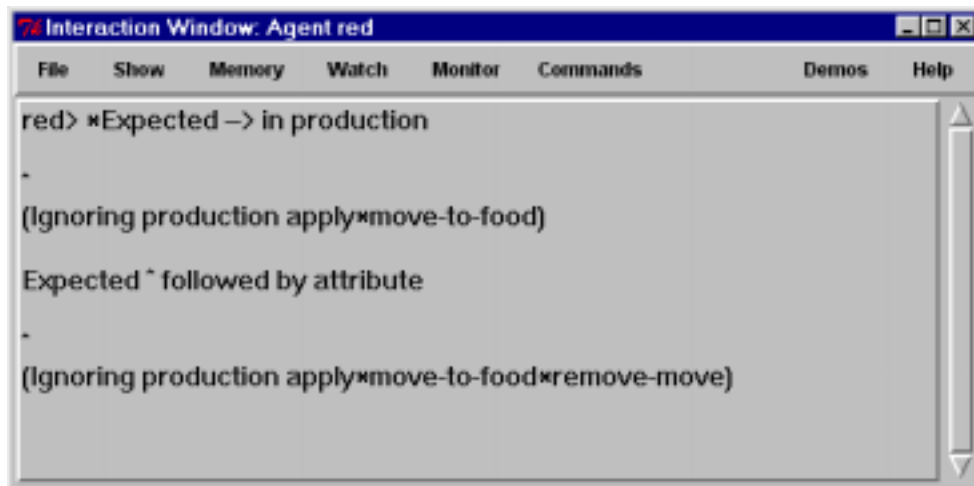 Interaction Window: Agent red
File Show Memory Watch Monitor Commands Demos Help
red> *Expected --> in production
-
(Ignoring production apply*move-to-food)
Expected ^ followed by attribute
-
(Ignoring production apply*move-to-food*remove-move)